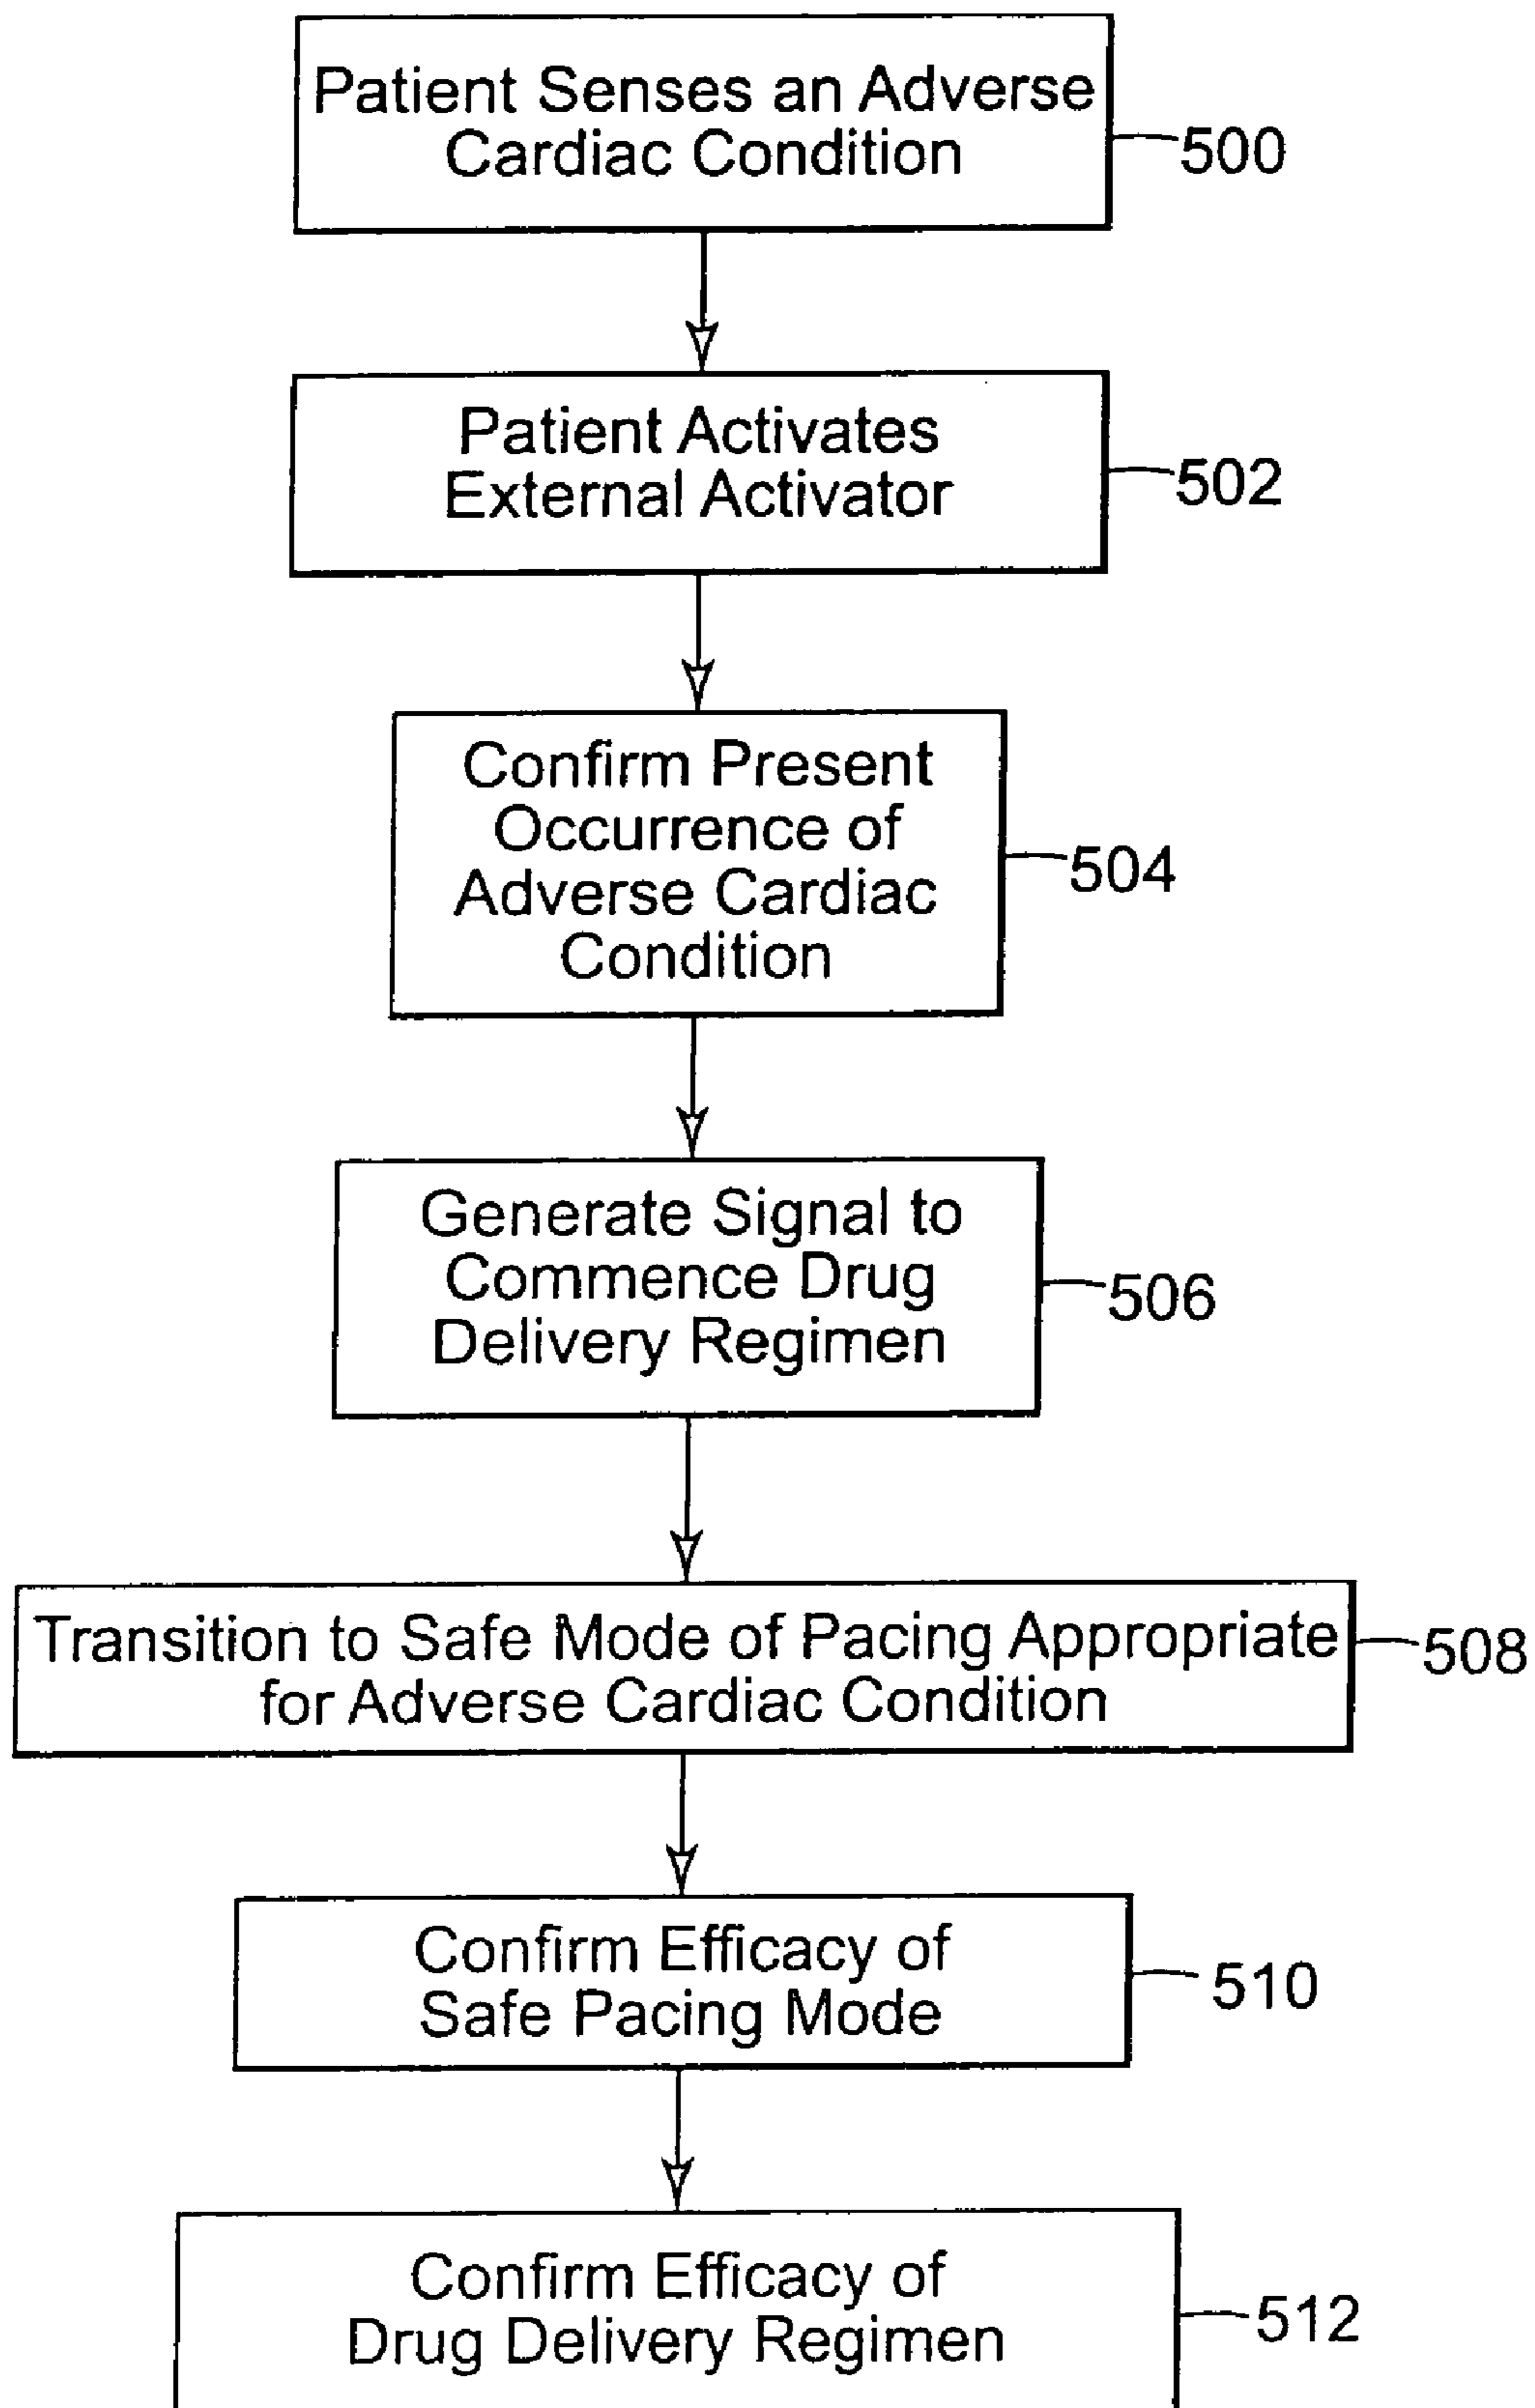 Patient Senses an Adverse
Cardiac Condition
500
Patient Activates
External Activator
502
Confirm Present
Occurrence of
Adverse Cardiac
Condition
504
Generate Signal to
Commence Drug
Delivery Regimen
506
Transition to Safe Mode of Pacing Appropriate
for Adverse Cardiac Condition
508
Confirm Efficacy of
Safe Pacing Mode
510
Confirm Efficacy of
Drug Delivery Regimen
512